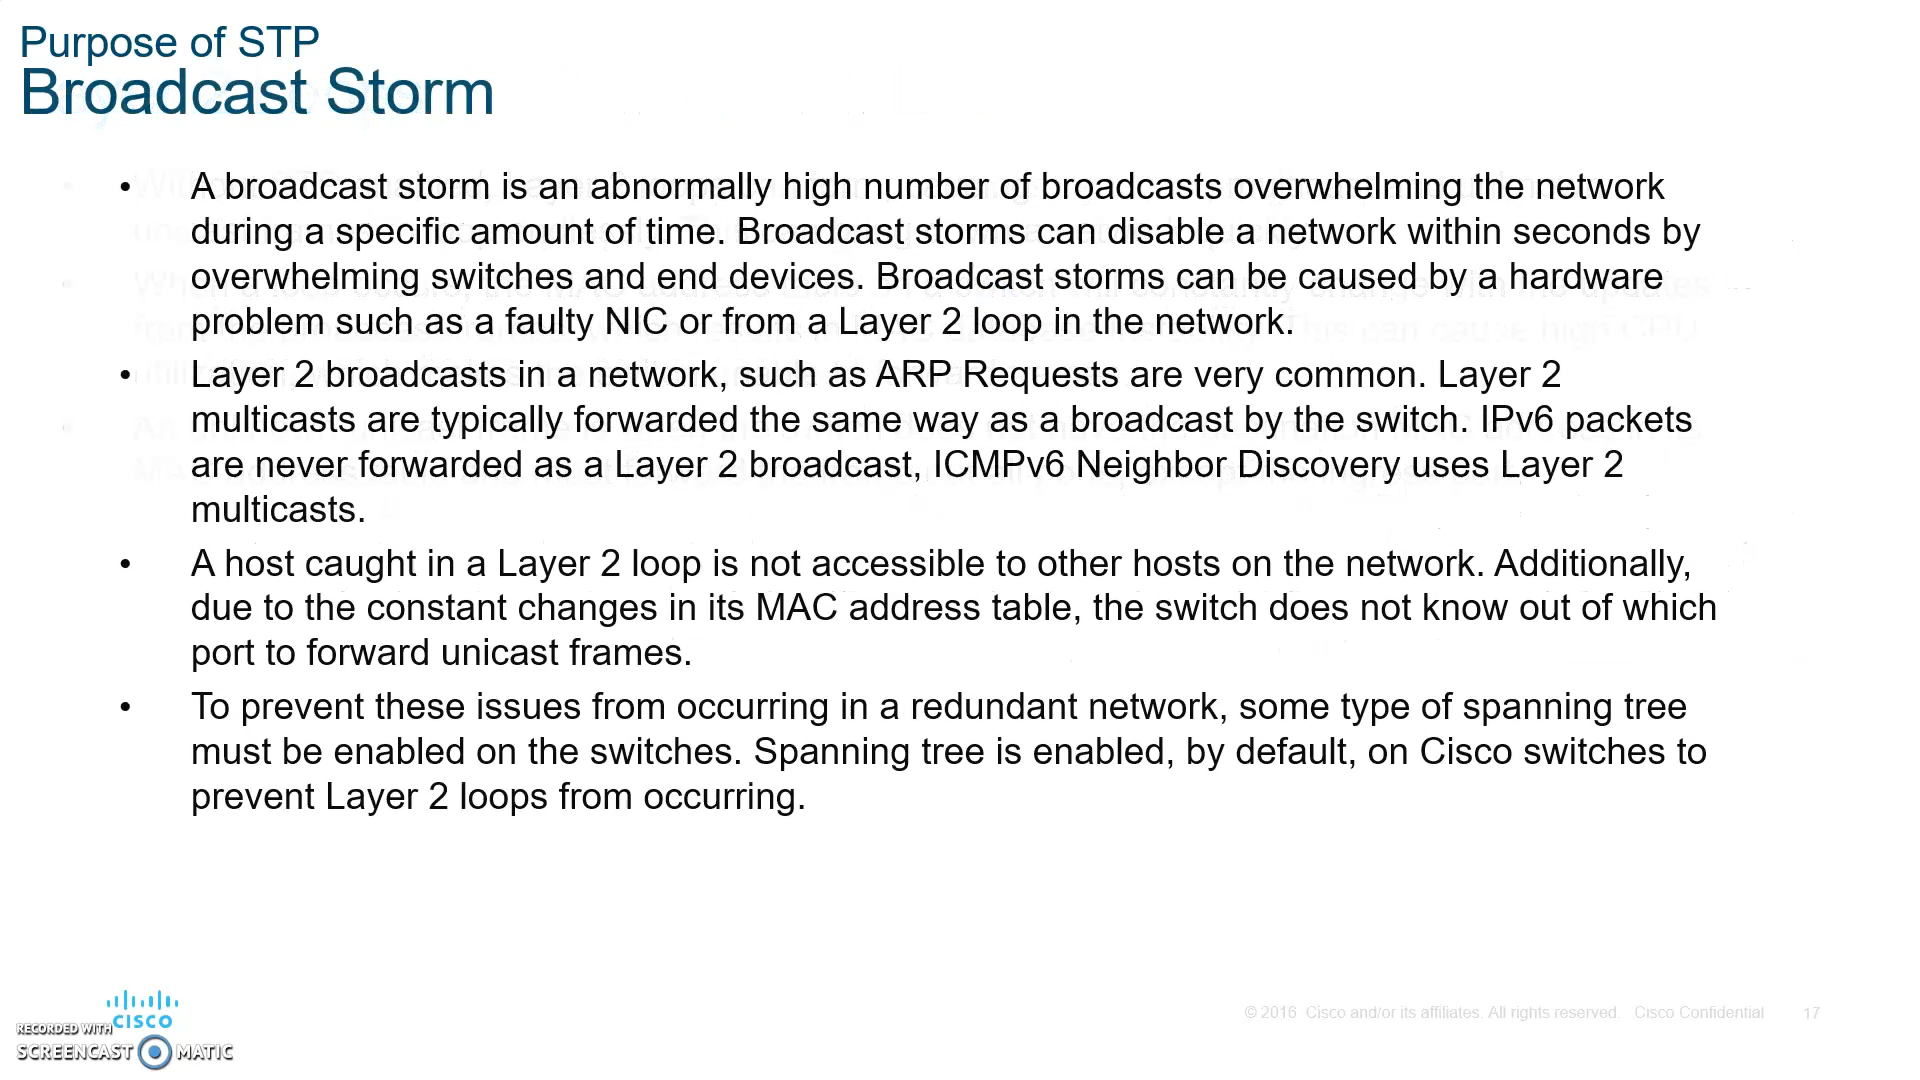 Purpose of STP
Broadcast Storm
• A broadcast storm is an abnormally high number of broadcasts overwhelming the network
during a specific amount of time. Broadcast storms can disable a network within seconds by
overwhelming switches and end devices. Broadcast storms can be caused by a hardware
problem such as a faulty NIC or from a Layer 2 loop in the network.
• Layer 2 broadcasts in a network, such as ARP Requests are very common. Layer 2
multicasts are typically forwarded the same way as a broadcast by the switch. IPv6 packets
are never forwarded as a Layer 2 broadcast, ICMPv6 Neighbor Discovery uses Layer 2
multicasts.
• A host caught in a Layer 2 loop is not accessible to other hosts on the network. Additionally,
due to the constant changes in its MAC address table, the switch does not know out of which
port to forward unicast frames.
• To prevent these issues from occurring in a redundant network, some type of spanning tree
must be enabled on the switches. Spanning tree is enabled, by default, on Cisco switches to
prevent Layer 2 loops from occurring.
CISCO
© 2016 Cisco and/or its affiliates. All rights reserved. Cisco Confidential 17
RECORDED WITH
SCREENCAST MATIC